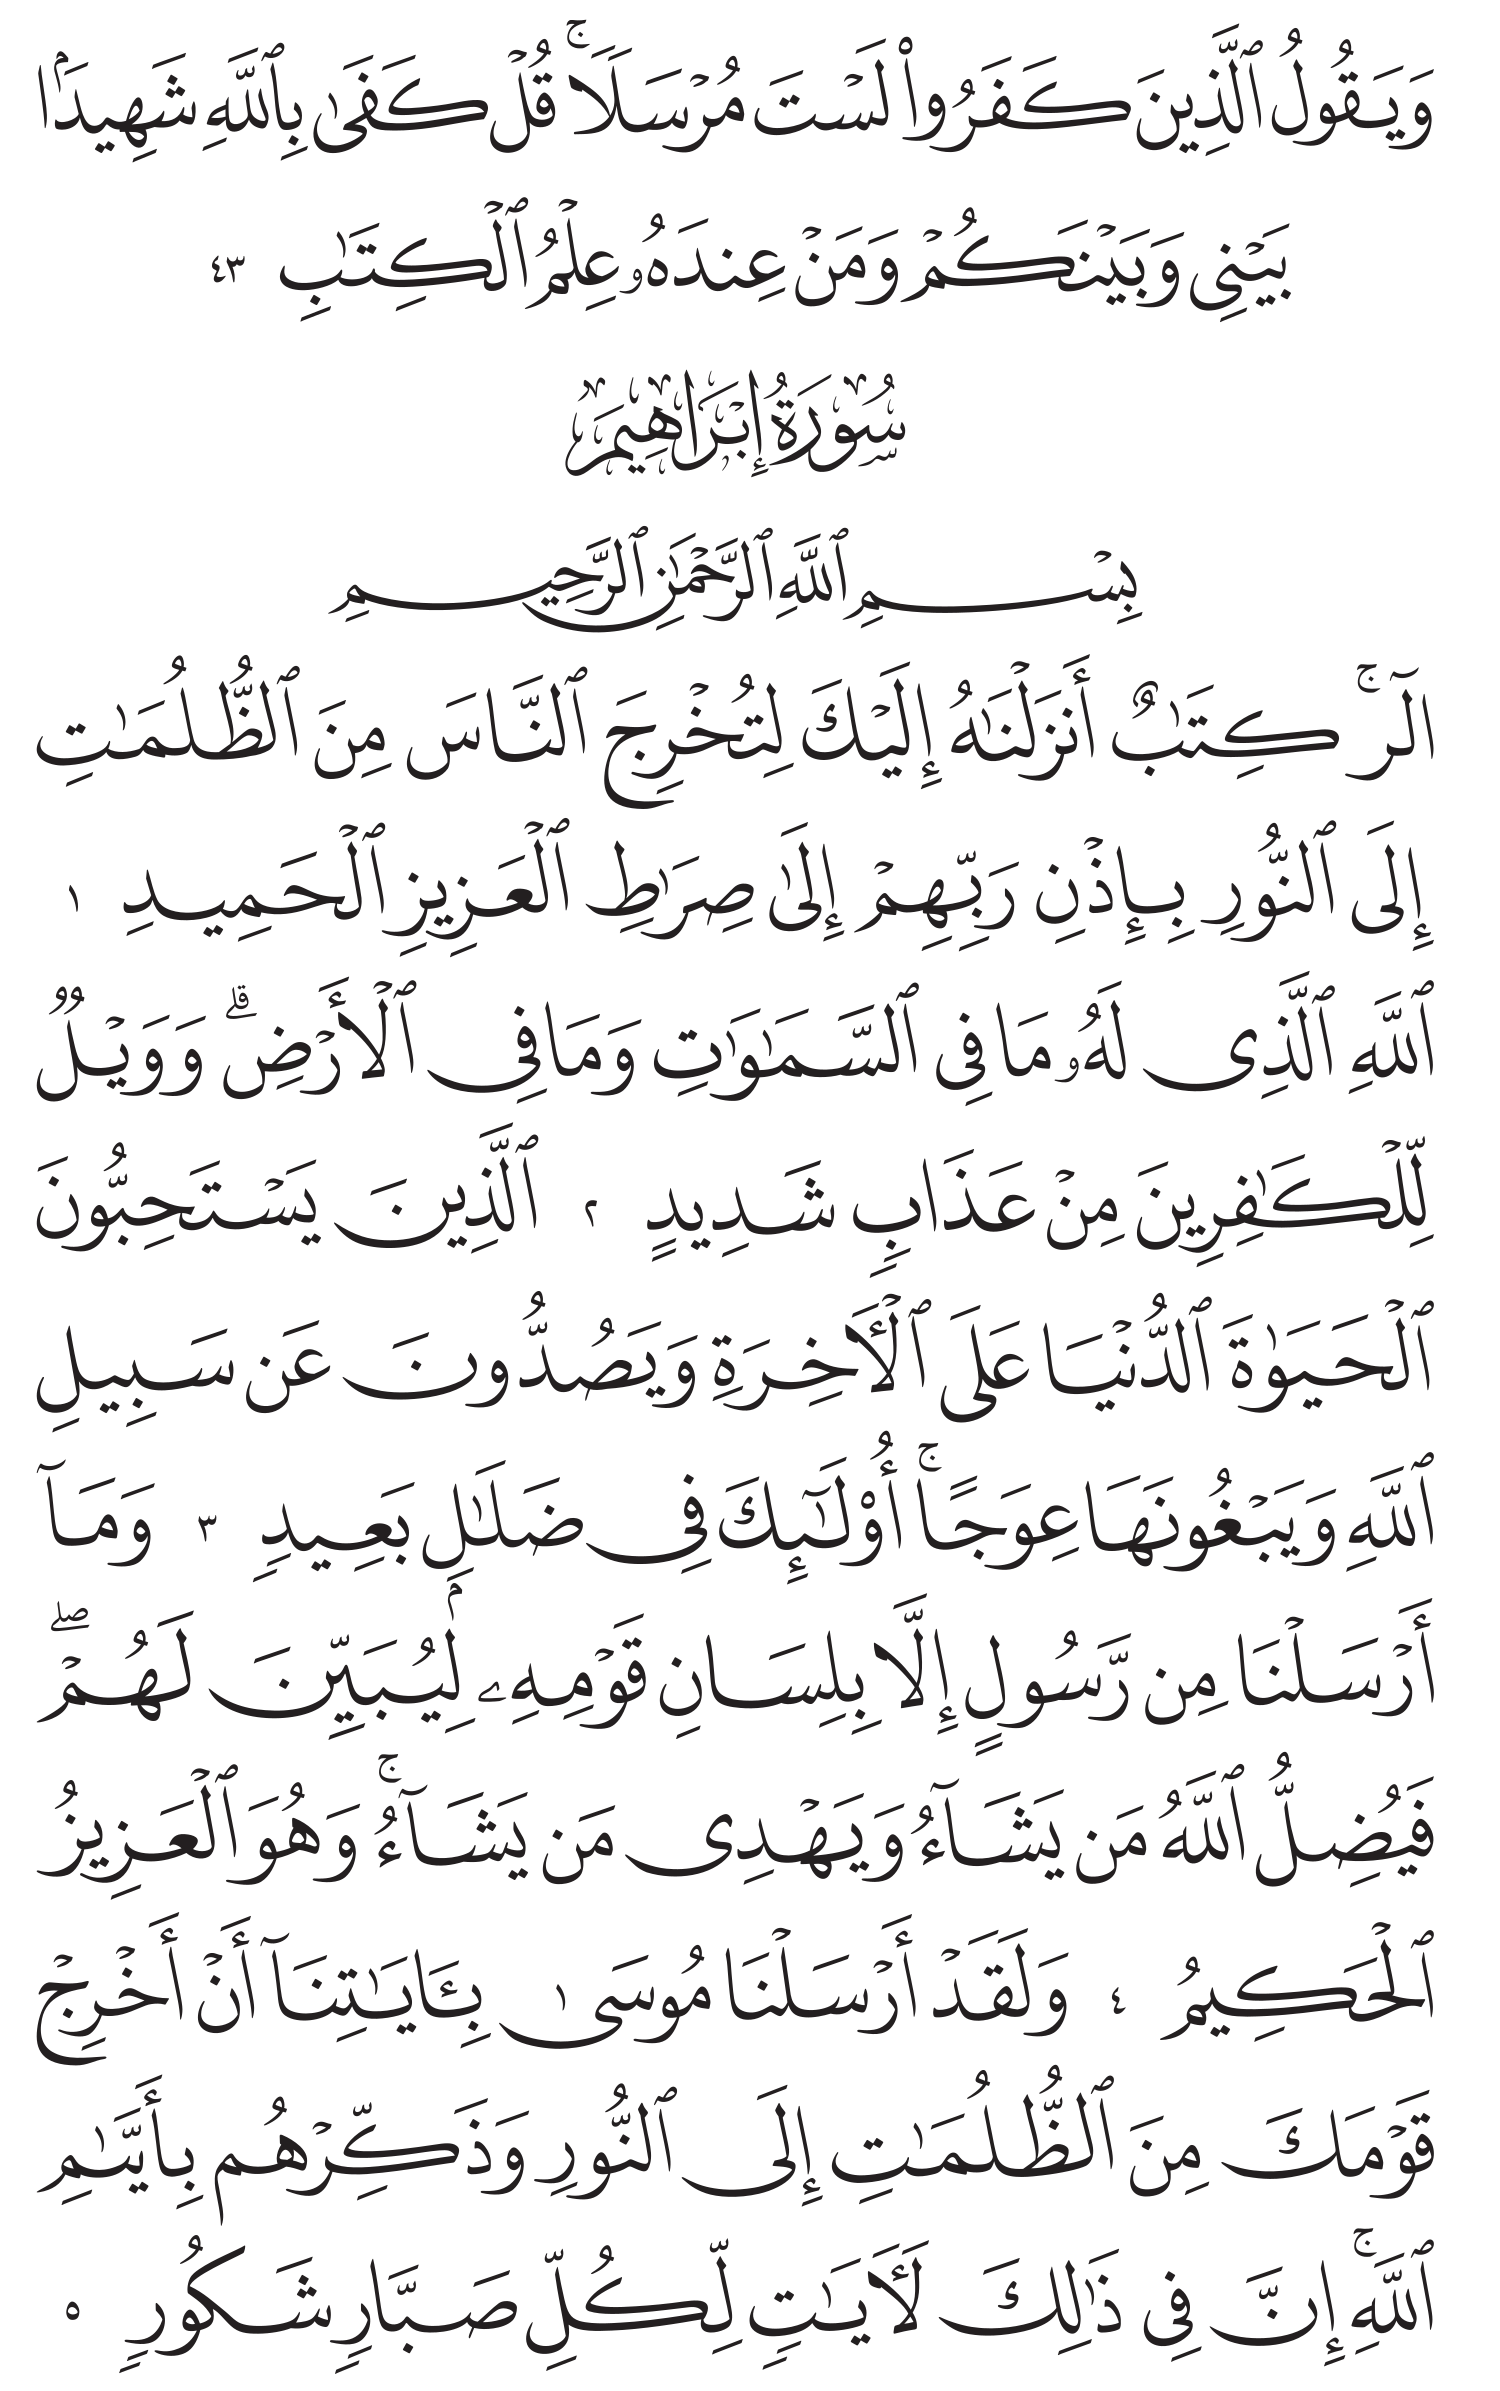 وَيَقُولُ ٱلَّذِينَ كَفَرُوا۟ لَسْتَ مُرْسَلًا ۚ قُلْ كَفَىٰ بِٱللَّهِ شَهِيدًۢا
بَيْنِى وَبَيْنَكُمْ وَمَنْ عِندَهُۥ عِلْمُ ٱلْكِتَٰبِ ٤٣
سُورَةُ إِبْرَاهِيمَ
بِسْمِ ٱللَّهِ ٱلرَّحْمَٰنِ ٱلرَّحِيمِ
الٓر ۚ كِتَٰبٌ أَنزَلْنَٰهُ إِلَيْكَ لِتُخْرِجَ ٱلنَّاسَ مِنَ ٱلظُّلُمَٰتِ
إِلَى ٱلنُّورِ بِإِذْنِ رَبِّهِمْ إِلَىٰ صِرَٰطِ ٱلْعَزِيزِ ٱلْحَمِيدِ ١
ٱللَّهِ ٱلَّذِى لَهُۥ مَا فِى ٱلسَّمَٰوَٰتِ وَمَا فِى ٱلْأَرْضِ ۗ وَوَيْلٌ
لِّلْكَٰفِرِينَ مِنْ عَذَابٍ شَدِيدٍ ٢ ٱلَّذِينَ يَسْتَحِبُّونَ
ٱلْحَيَوٰةَ ٱلدُّنْيَا عَلَى ٱلْءَاخِرَةِ وَيَصُدُّونَ عَن سَبِيلِ
ٱللَّهِ وَيَبْغُونَهَا عِوَجًا ۚ أُو۟لَٰٓئِكَ فِى ضَلَٰلٍۭ بَعِيدٍ ٣ وَمَآ
أَرْسَلْنَا مِن رَّسُولٍ إِلَّا بِلِسَانِ قَوْمِهِۦ لِيُبَيِّنَ لَهُمْ ۖ
فَيُضِلُّ ٱللَّهُ مَن يَشَآءُ وَيَهْدِى مَن يَشَآءُ ۚ وَهُوَ ٱلْعَزِيزُ
ٱلْحَكِيمُ ٤ وَلَقَدْ أَرْسَلْنَا مُوسَىٰ بِـَٔايَٰتِنَآ أَنْ أَخْرِجْ
قَوْمَكَ مِنَ ٱلظُّلُمَٰتِ إِلَى ٱلنُّورِ وَذَكِّرْهُم بِأَيَّىٰمِ
ٱللَّهِ ۚ إِنَّ فِى ذَٰلِكَ لَءَايَٰتٍ لِّكُلِّ صَبَّارٍ شَكُورٍ ٥